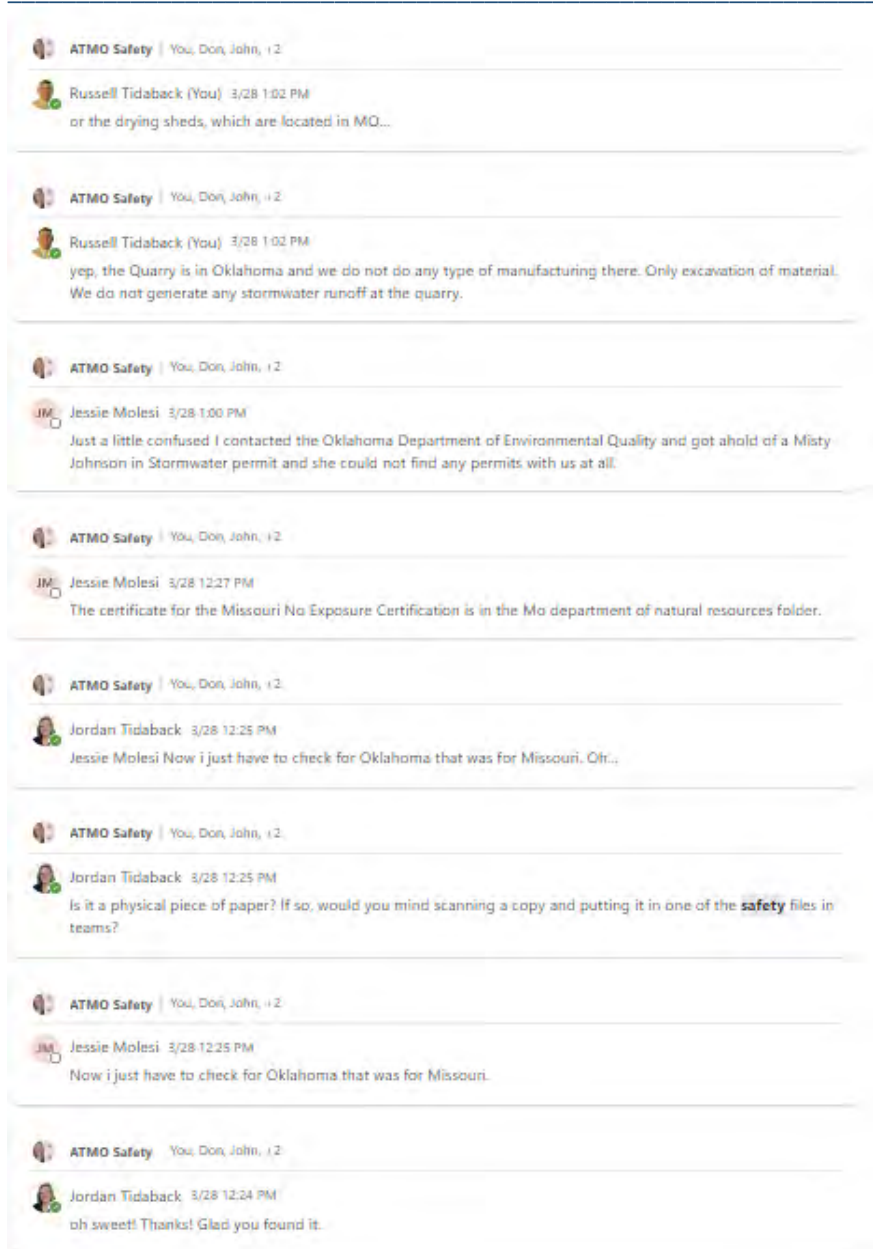 ATMO Safety | You, Don, John, +2
Russell Tidaback (You) 3/28 1:02 PM
or the drying sheds, which are located in MO...
ATMO Safety | You, Don, John, +2
Russell Tidaback (You) 3/28 1:02 PM
yep, the Quarry is in Oklahoma and we do not do any type of manufacturing there. Only excavation of material.
We do not generate any stormwater runoff at the quarry.
ATMO Safety | You, Don, John, +2
JM Jessie Molesi 3/28 1:00 PM
Just a little confused I contacted the Oklahoma Department of Environmental Quality and got ahold of a Misty
Johnson in Stormwater permit and she could not find any permits with us at all.
ATMO Safety | You, Don, John, +2
JM Jessie Molesi 3/28 12:27 PM
The certificate for the Missouri No Exposure Certification is in the Mo department of natural resources folder.
ATMO Safety | You, Don, John, +2
Jordan Tidaback 3/28 12:25 PM
Jessie Molesi Now i just have to check for Oklahoma that was for Missouri. Oh...
ATMO Safety | You, Don, John, +2
Jordan Tidaback 3/28 12:25 PM
Is it a physical piece of paper? If so, would you mind scanning a copy and putting it in one of the safety files in
teams?
ATMO Safety | You, Don, John, +2
JM Jessie Molesi 3/28 12:25 PM
Now i just have to check for Oklahoma that was for Missouri.
ATMO Safety You, Don, John, +2
Jordan Tidaback 3/28 12:24 PM
oh sweet! Thanks! Glad you found it.